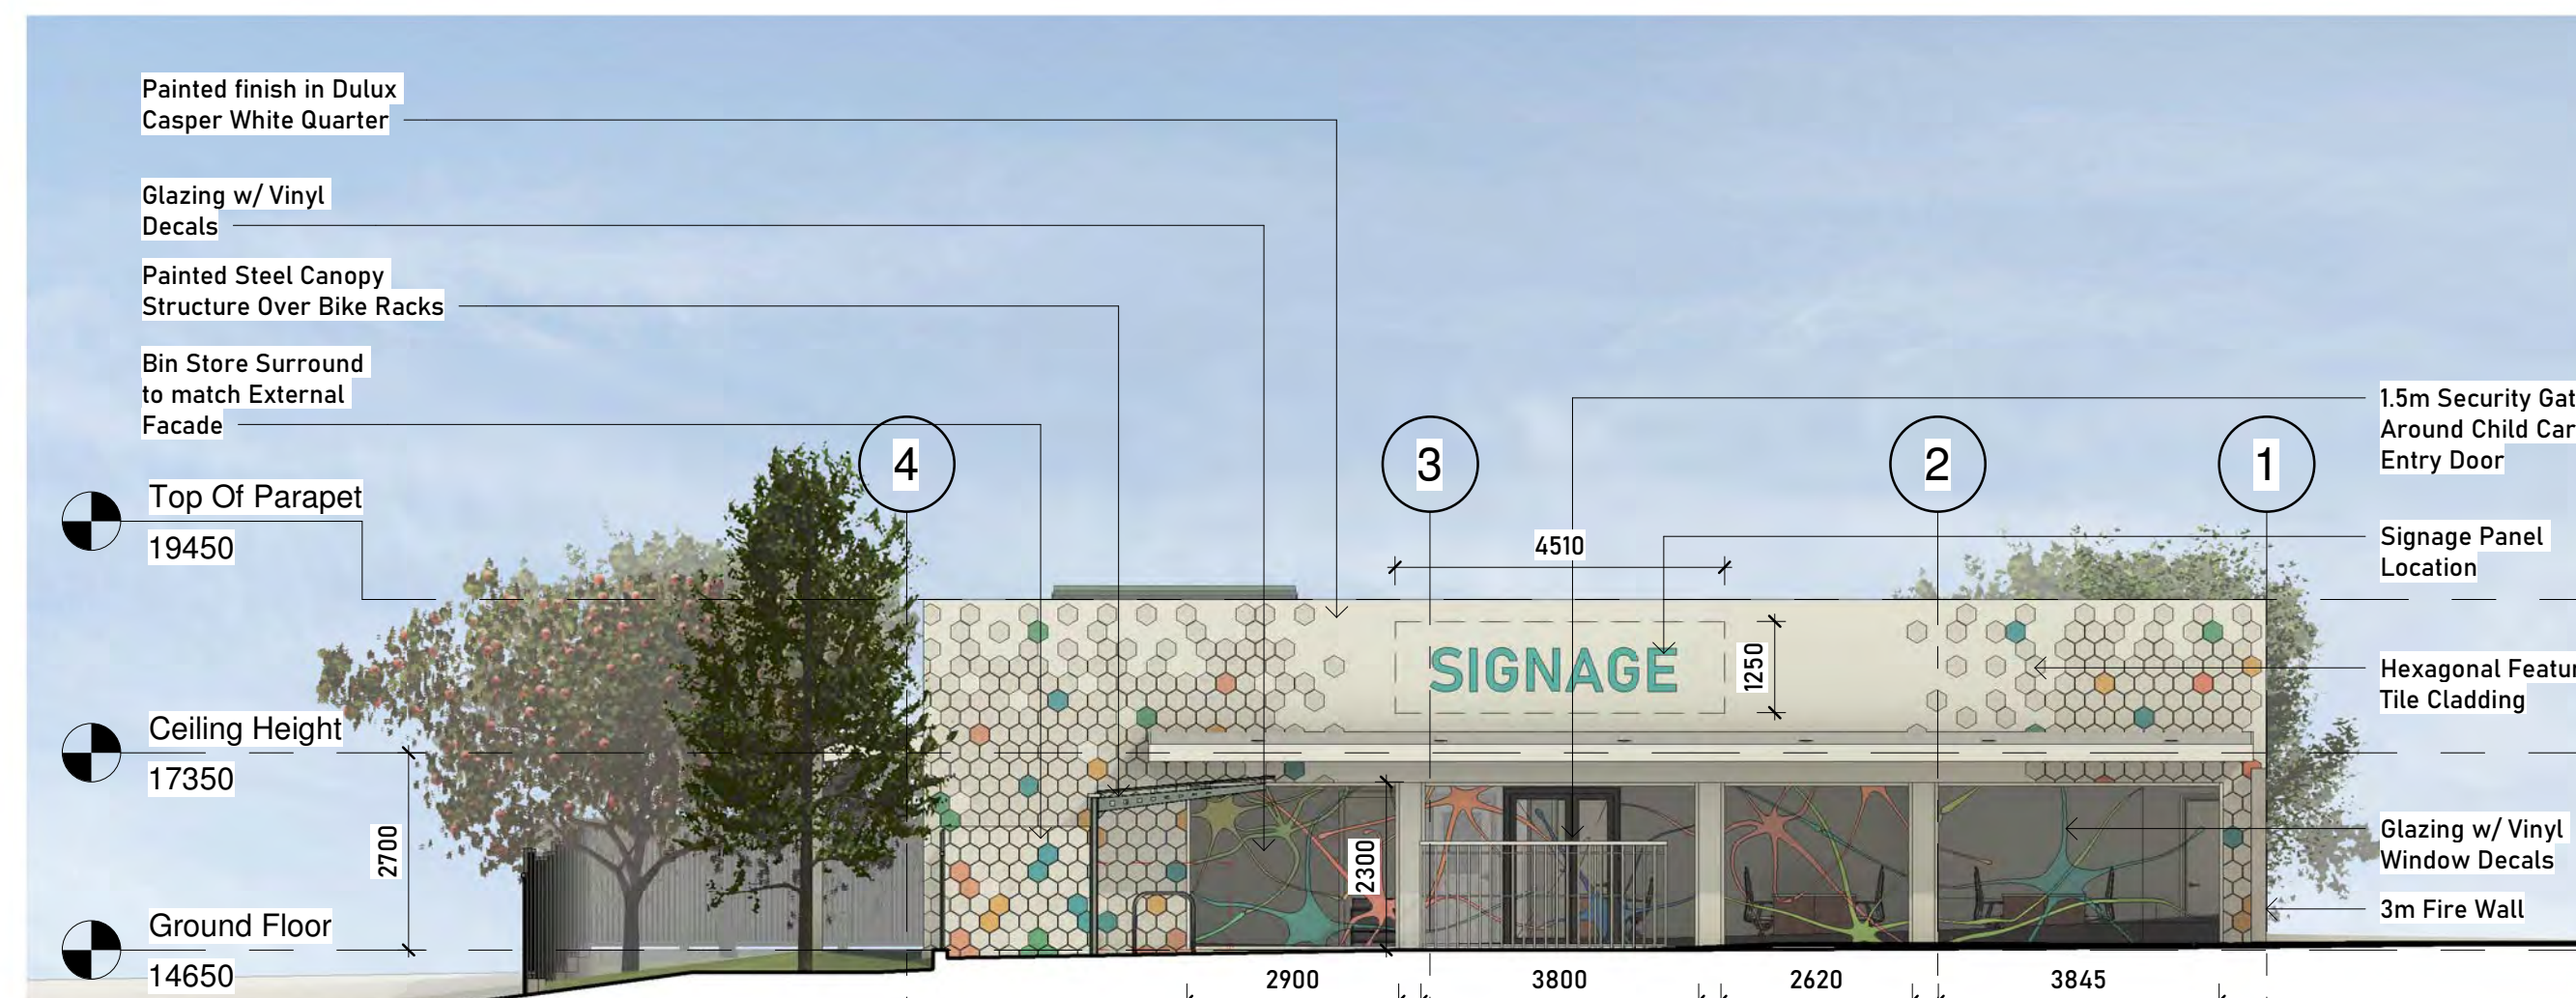 Painted finish in Dulux
Casper White Quarter
Glazing w/ Vinyl
Decals
Painted Steel Canopy
Structure Over Bike Racks
Bin Store Surround
to match External
Facade
Top Of Parapet
19450
Ceiling Height
17350
2700
Ground Floor
14650
4
3
2
1
4510
SIGNAGE
1250
2300
2900
3800
2620
3845
1.5m Security Gat
Around Child Car
Entry Door
Signage Panel
Location
Hexagonal Featur
Tile Cladding
Glazing w/ Vinyl
Window Decals
3m Fire Wall